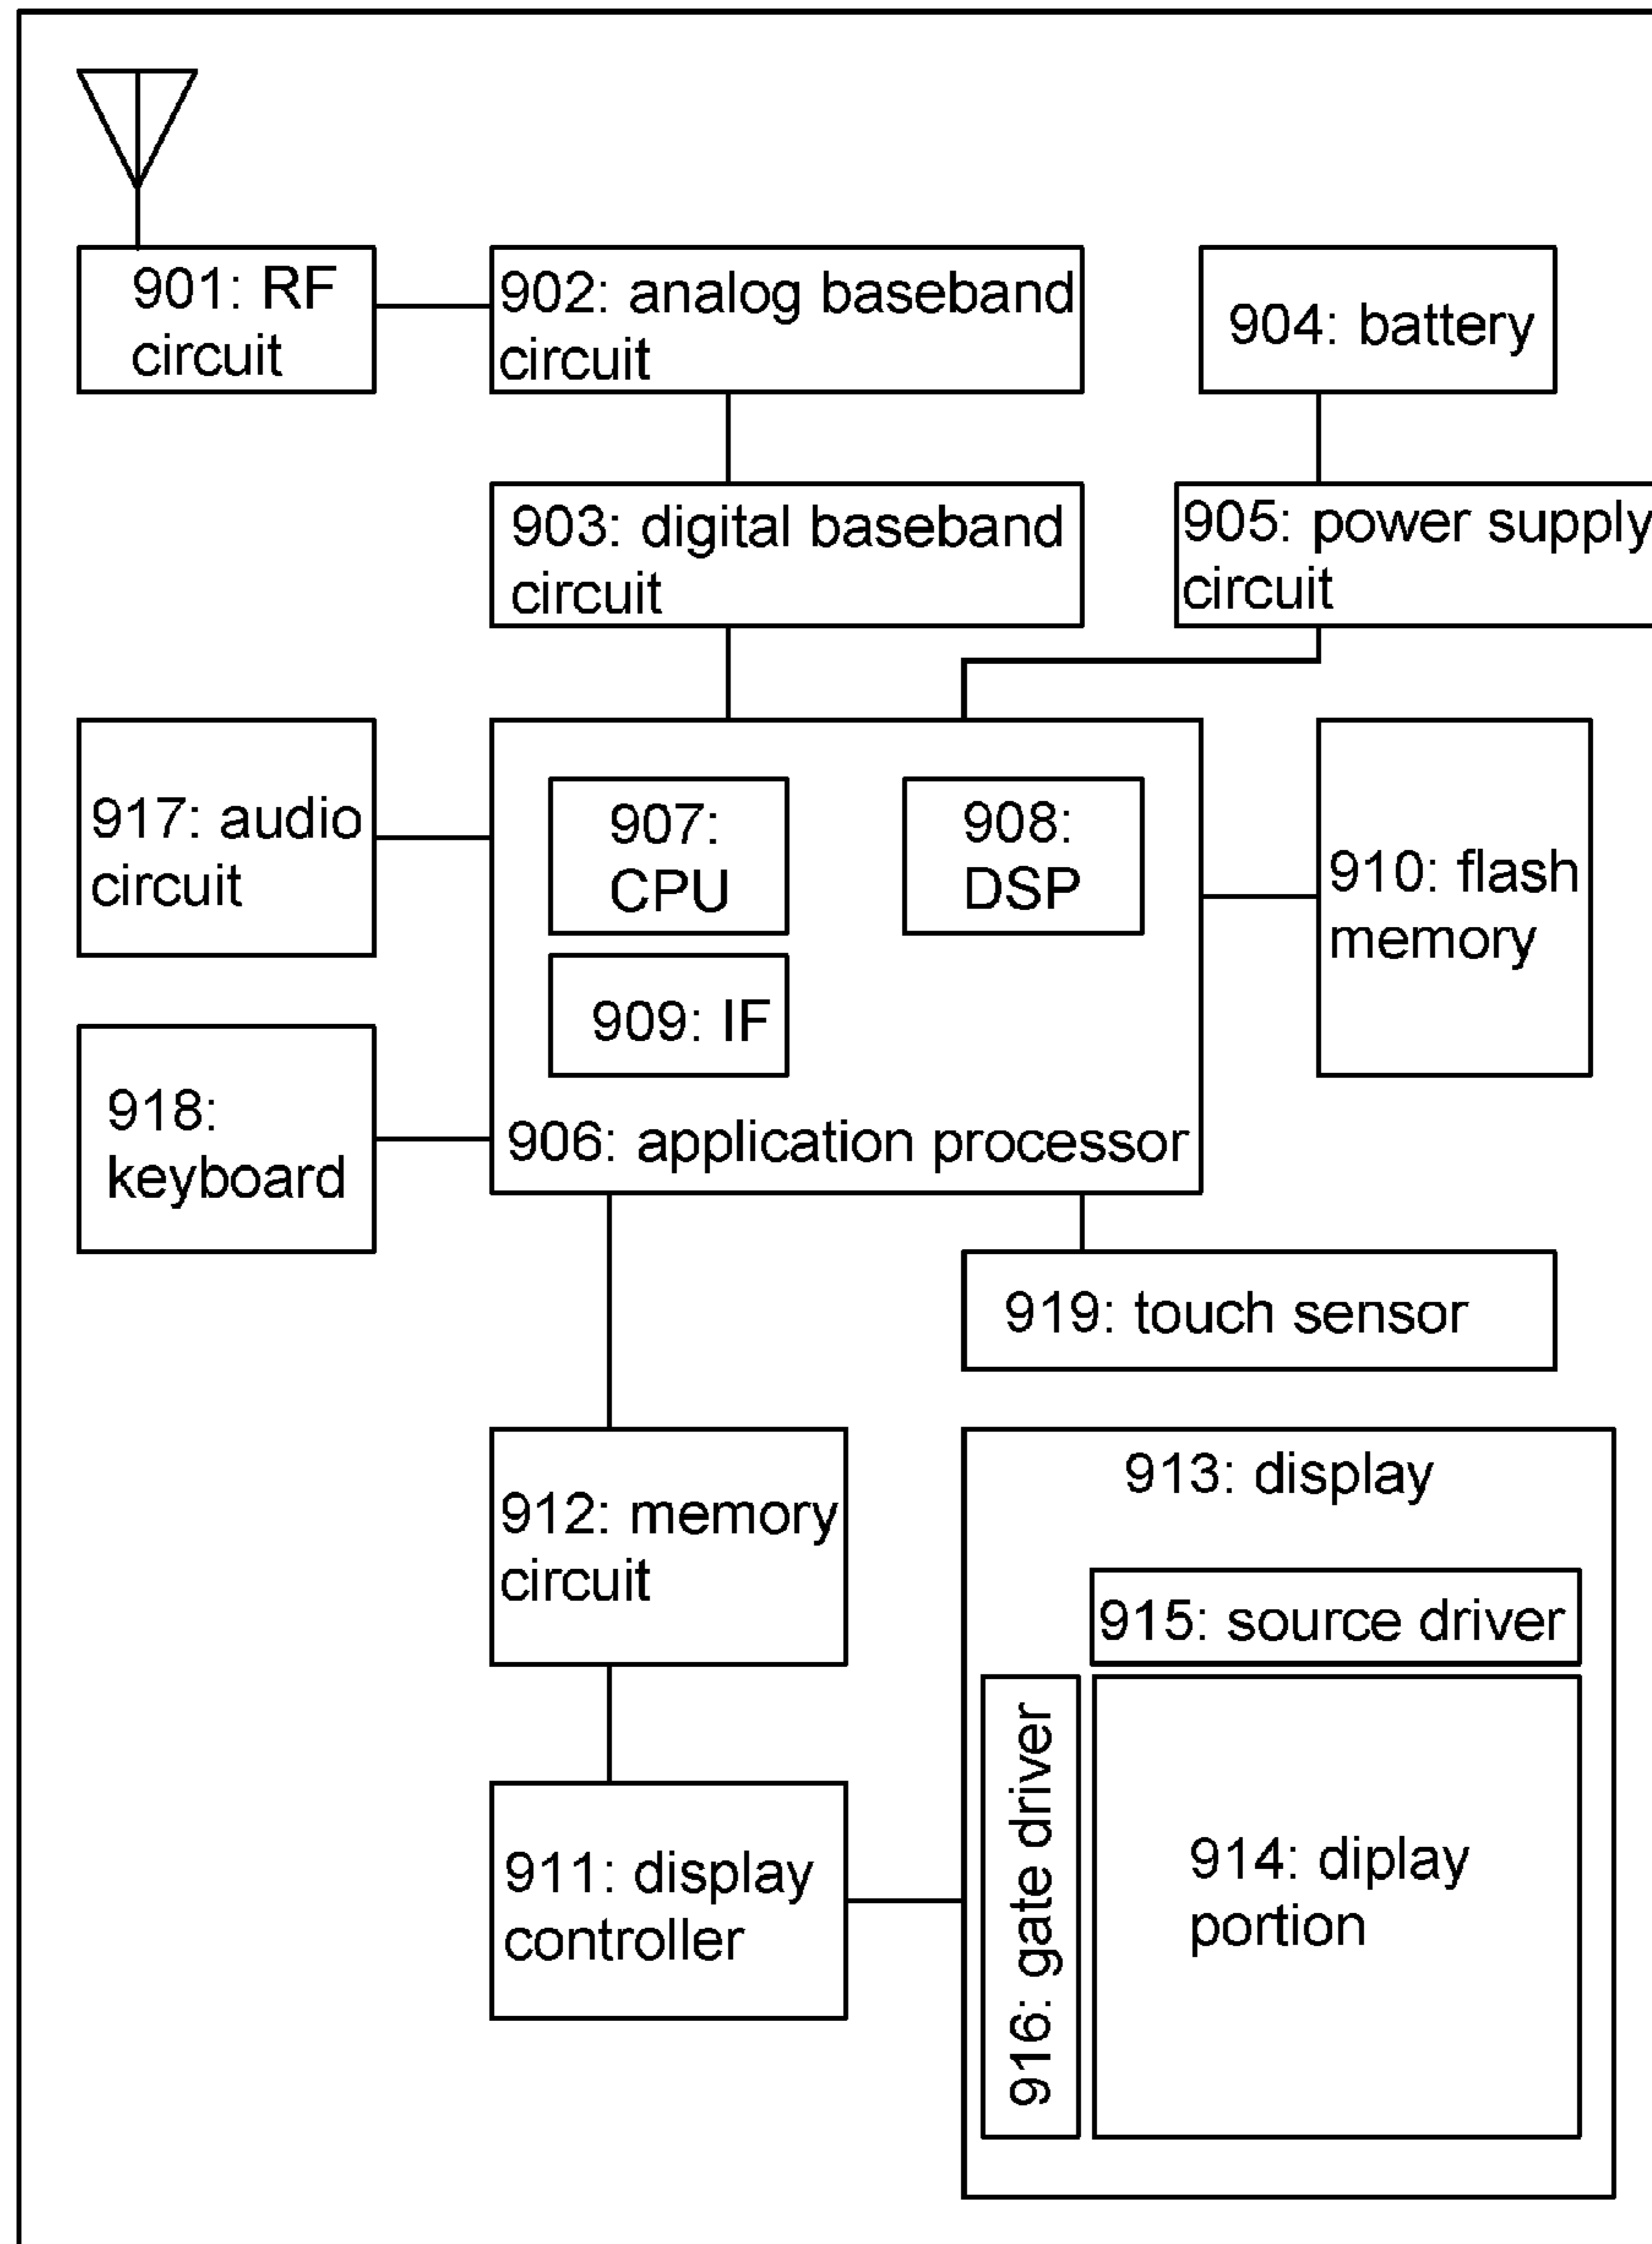 901: RF
circuit
902: analog baseband
circuit
904: battery
903: digital baseband
circuit
905: power supply
circuit
917: audio
circuit
907:
CPU
908:
DSP
910: flash
memory
909: IF
918:
keyboard
906: application processor
919: touch sensor
912: memory
circuit
913: display
915: source driver
916: gate driver
914: diplay
portion
911: display
controller